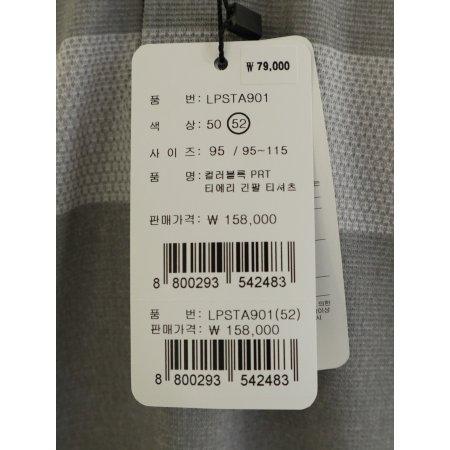 ₩ 79,000
품 번: LPSTA901
색 상: 50 52
사 이 즈: 95 / 95~115
품 명: 컬러블록 PRT
티에리 긴팔 티셔츠
판매가격: ₩ 158,000
8 800293 542483
품 번: LPSTA901(52)
판매가격: ₩ 158,000
8 800293 542483
의한